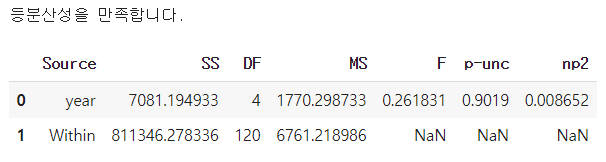 등분산성을 만족합니다.
Source SS DF MS F p-unc np2
0 year 7081.194933 4 1770.298733 0.261831 0.9019 0.008652
1 Within 811346.278336 120 6761.218986 NaN NaN NaN